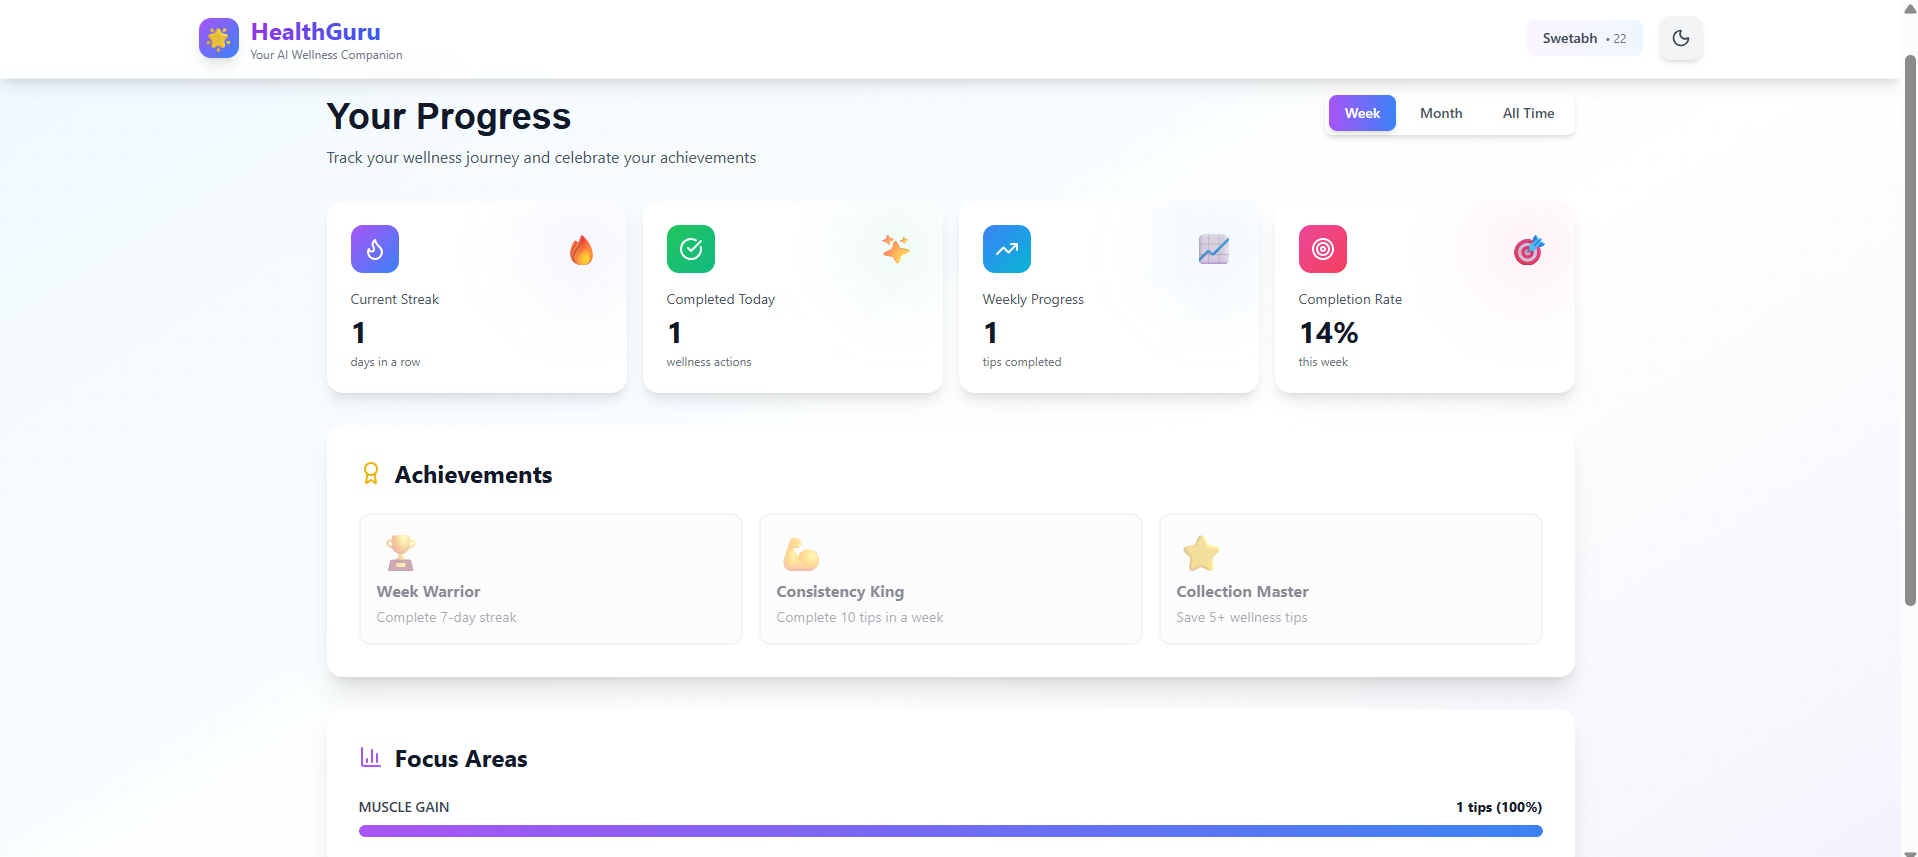 HealthGuru
Your AI Wellness Companion
Swetabh • 22
Your Progress
Track your wellness journey and celebrate your achievements
Week
Month
All Time
Current Streak
1
days in a row
Completed Today
1
wellness actions
Weekly Progress
1
tips completed
Completion Rate
14%
this week
Achievements
Week Warrior
Complete 7-day streak
Consistency King
Complete 10 tips in a week
Collection Master
Save 5+ wellness tips
Focus Areas
MUSCLE GAIN
1 tips (100%)